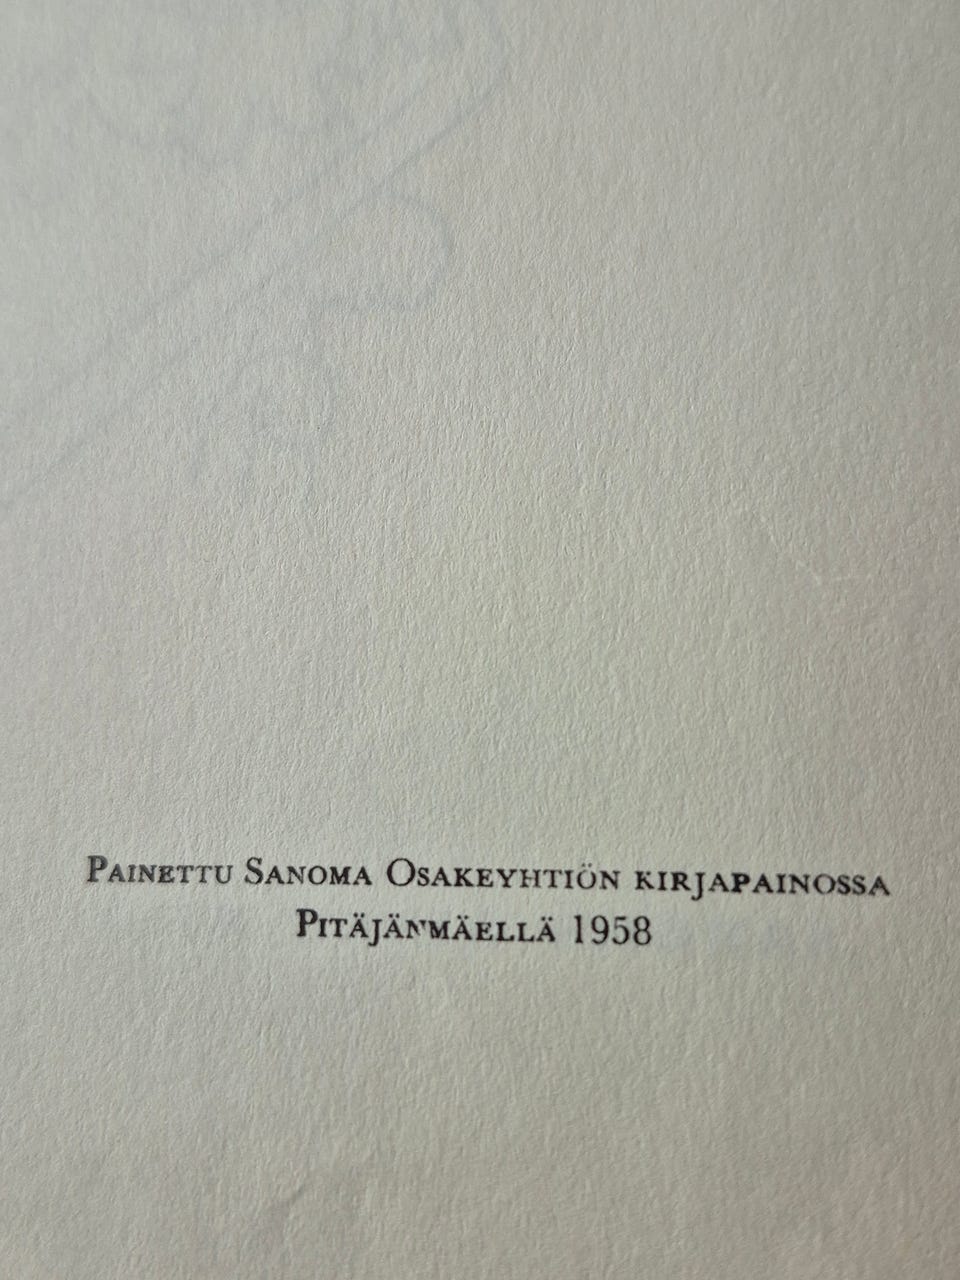 Painettu Sanoma Osakeyhtiön kirjapainossa
Pitäjänmäellä 1958